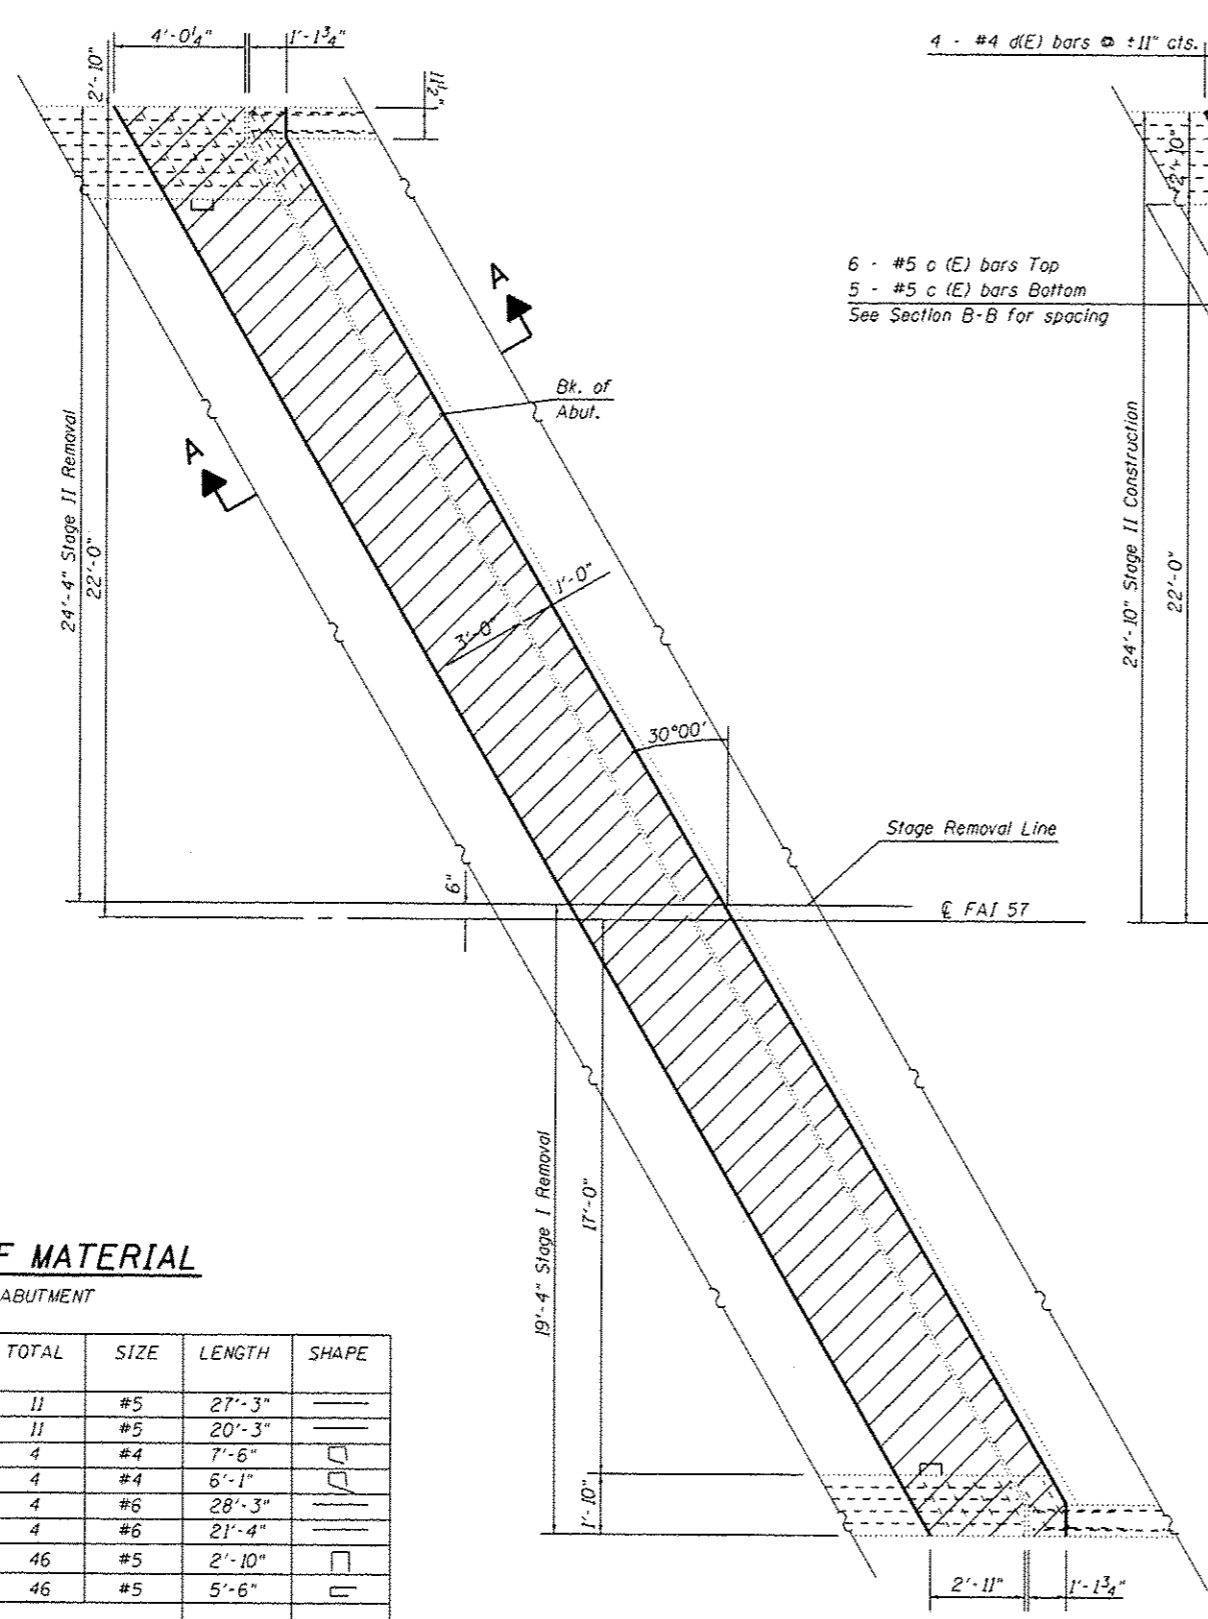 4'-0¼"
1'-1¾"
2'-10"
11½"
4 - #4 d(E) bars @ ±11" cts.
2'-10"
6 - #5 c (E) bars Top
5 - #5 c (E) bars Bottom
See Section B-B for spacing
A
A
Bk. of
Abut.
24'-4" Stage II Removal
22'-0"
24'-10" Stage II Construction
22'-0"
1'-0"
3'-0"
30°00'
Stage Removal Line
6"
℄ FAI 57
19'-4" Stage I Removal
17'-0"
1'-10"
2'-11"
1'-1¾"
F MATERIAL
ABUTMENT
TOTAL SIZE LENGTH SHAPE
11 #5 27'-3"
11 #5 20'-3"
4 #4 7'-6"
4 #4 6'-1"
4 #6 28'-3"
4 #6 21'-4"
46 #5 2'-10"
46 #5 5'-6"